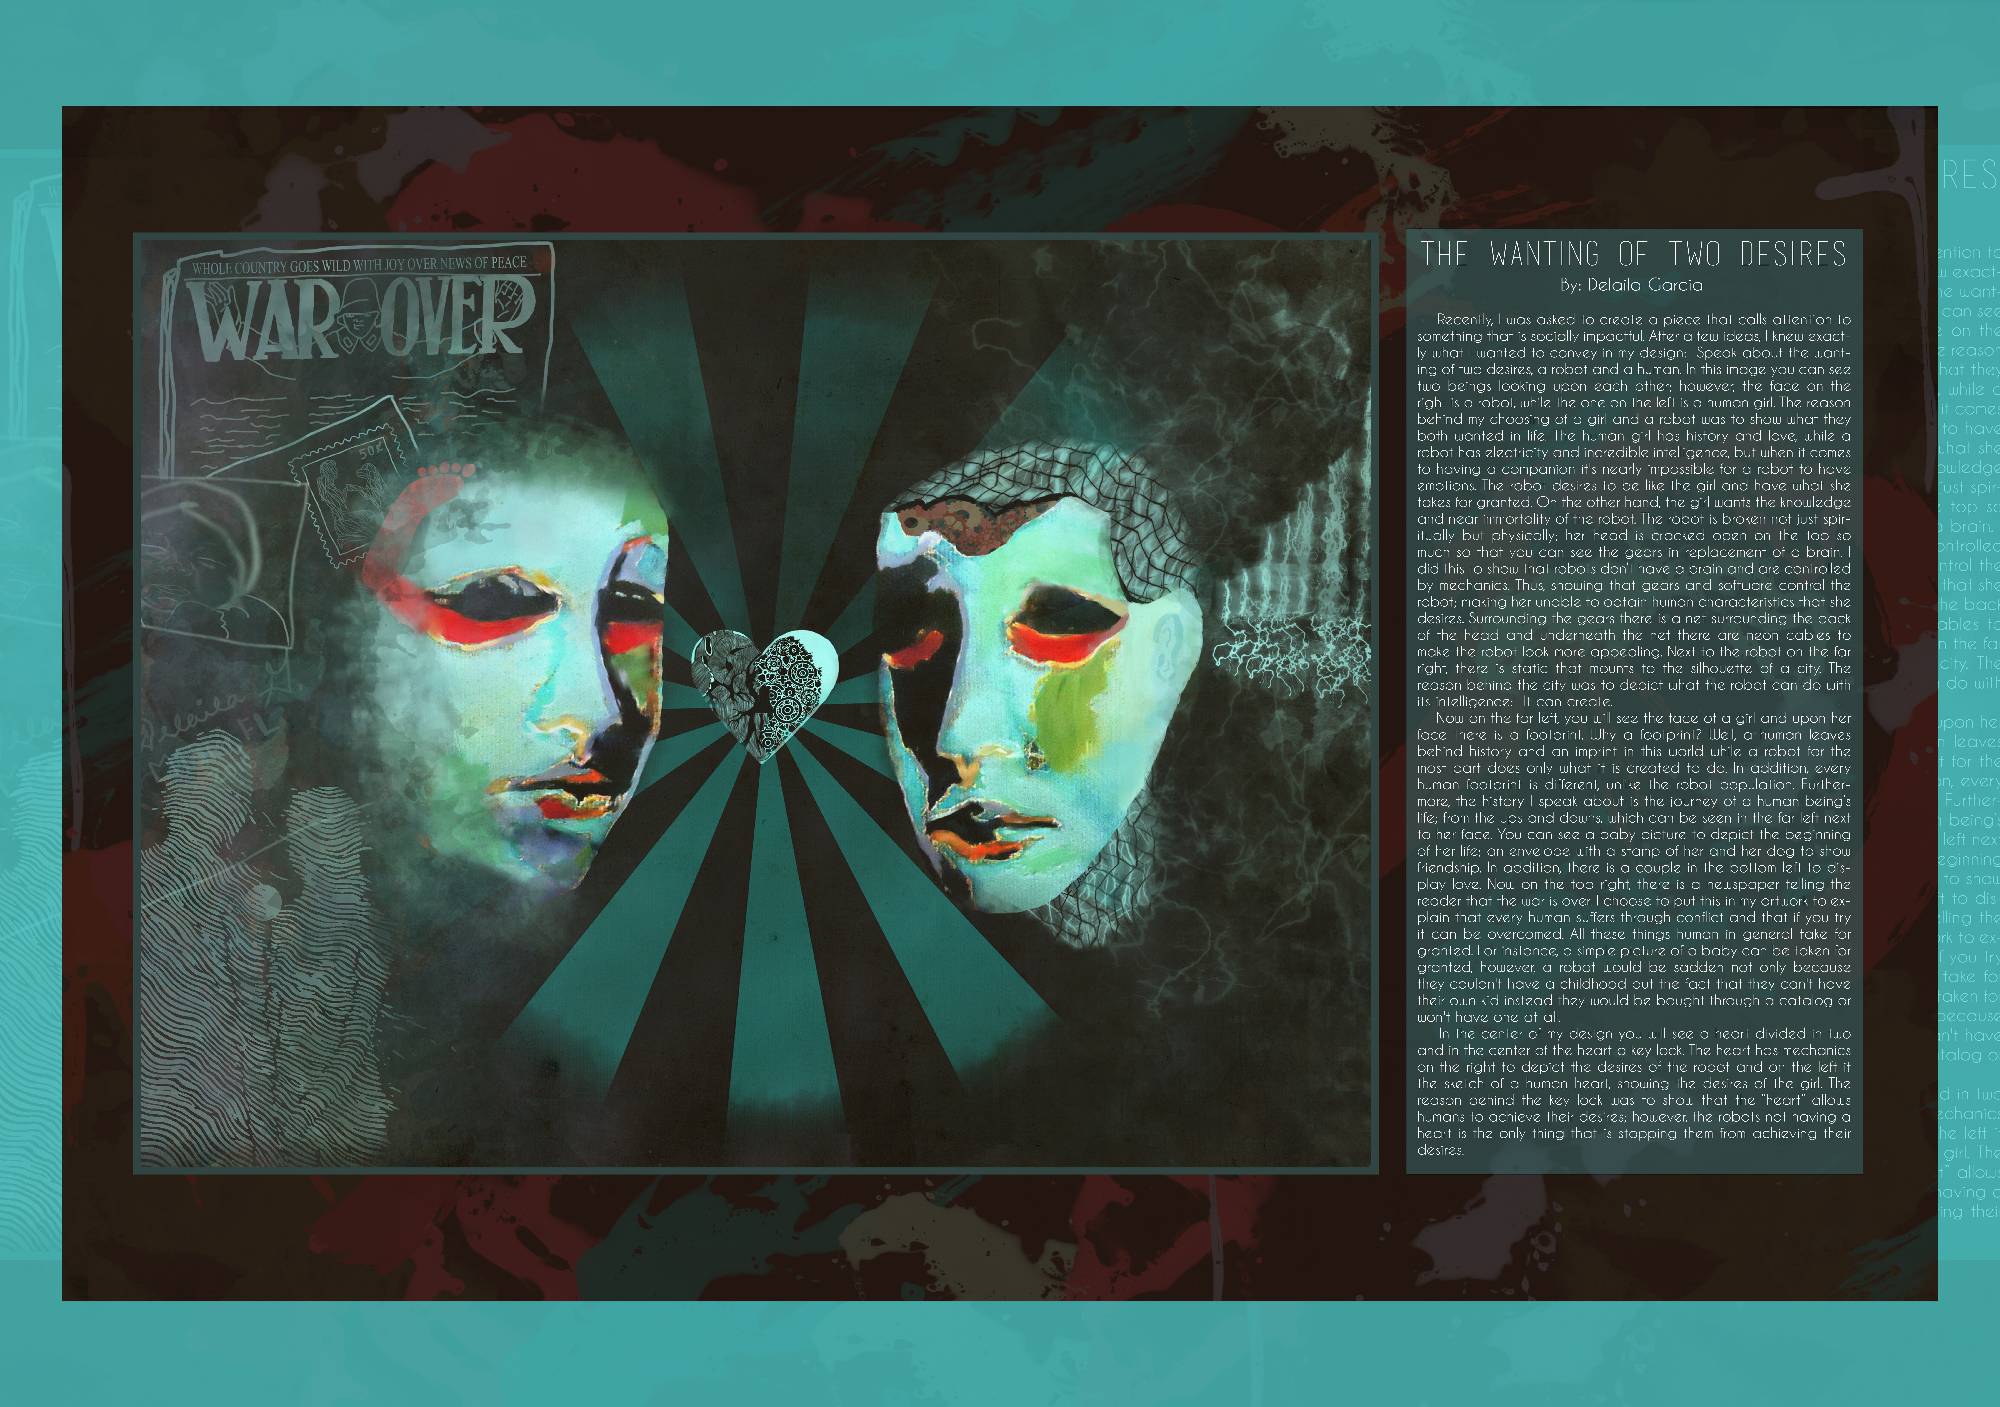 WHOLE COUNTRY GOES WILD WITH JOY OVER NEWS OF PEACE
WAR OVER
50¢
Delaila
THE WANTING OF TWO DESIRES
By: Delaila Garcia
Recently, I was asked to create a piece that calls attention to
something that is socially impactful. After a few ideas, I knew exact-
ly what I wanted to convey in my design: Speak about the want-
ing of two desires, a robot and a human. In this image you can see
two beings looking upon each other; however, the face on the
right is a robot, while the one on the left is a human girl. The reason
behind my choosing of a girl and a robot was to show what they
both wanted in life. The human girl has history and love, while a
robot has electricity and incredible intelligence, but when it comes
to having a companion it's nearly impossible for a robot to have
emotions. The robot desires to be like the girl and have what she
takes for granted. On the other hand, the girl wants the knowledge
and near immortality of the robot. The robot is broken not just spir-
itually but physically; her head is cracked open on the top so
much so that you can see the gears in replacement of a brain. I
did this to show that robots don't have a brain and are controlled
by mechanics. Thus, showing that gears and software control the
robot; making her unable to obtain human characteristics that she
desires. Surrounding the gears there is a net surrounding the back
of the head and underneath the net there are neon cables to
make the robot look more appealing. Next to the robot on the far
right, there is static that mounts to the silhouette of a city. The
reason behind the city was to depict what the robot can do with
its intelligence: It can create.
Now on the far left, you will see the face of a girl and upon her
face there is a footprint. Why a footprint? Well, a human leaves
behind history and an imprint in this world while a robot for the
most part does only what it is created to do. In addition, every
human footprint is different, unlike the robot population. Further-
more, the history I speak about is the journey of a human being's
life; from the ups and downs, which can be seen in the far left next
to her face. You can see a baby picture to depict the beginning
of her life; an envelope with a stamp of her and her dog to show
friendship. In addition, there is a couple in the bottom left to dis-
play love. Now on the top right, there is a newspaper telling the
reader that the war is over I choose to put this in my artwork to ex-
plain that every human suffers through conflict and that if you try
it can be overcomed. All these things human in general take for
granted. For instance, a simple picture of a baby can be taken for
granted, however, a robot would be sadden not only because
they couldn't have a childhood but the fact that they can't have
their own kid instead they would be bought through a catalog or
won't have one at all.
In the center of my design you will see a heart divided in two
and in the center of the heart a key lock. The heart has mechanics
on the right to depict the desires of the robot and on the left it
the sketch of a human heart, showing the desires of the girl. The
reason behind the key lock was to show that the "heart" allows
humans to achieve their desires; however, the robots not having a
heart is the only thing that is stopping them from achieving their
desires.